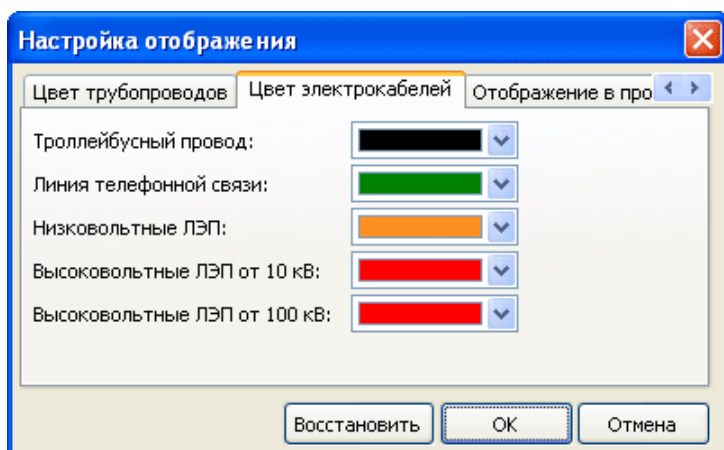 Настройка отображения
Цвет трубопроводов Цвет электрокабелей Отображение в про
Троллейбусный провод:
Линия телефонной связи:
Низковольтные ЛЭП:
Высоковольтные ЛЭП от 10 кВ:
Высоковольтные ЛЭП от 100 кВ:
Восстановить ОК Отмена